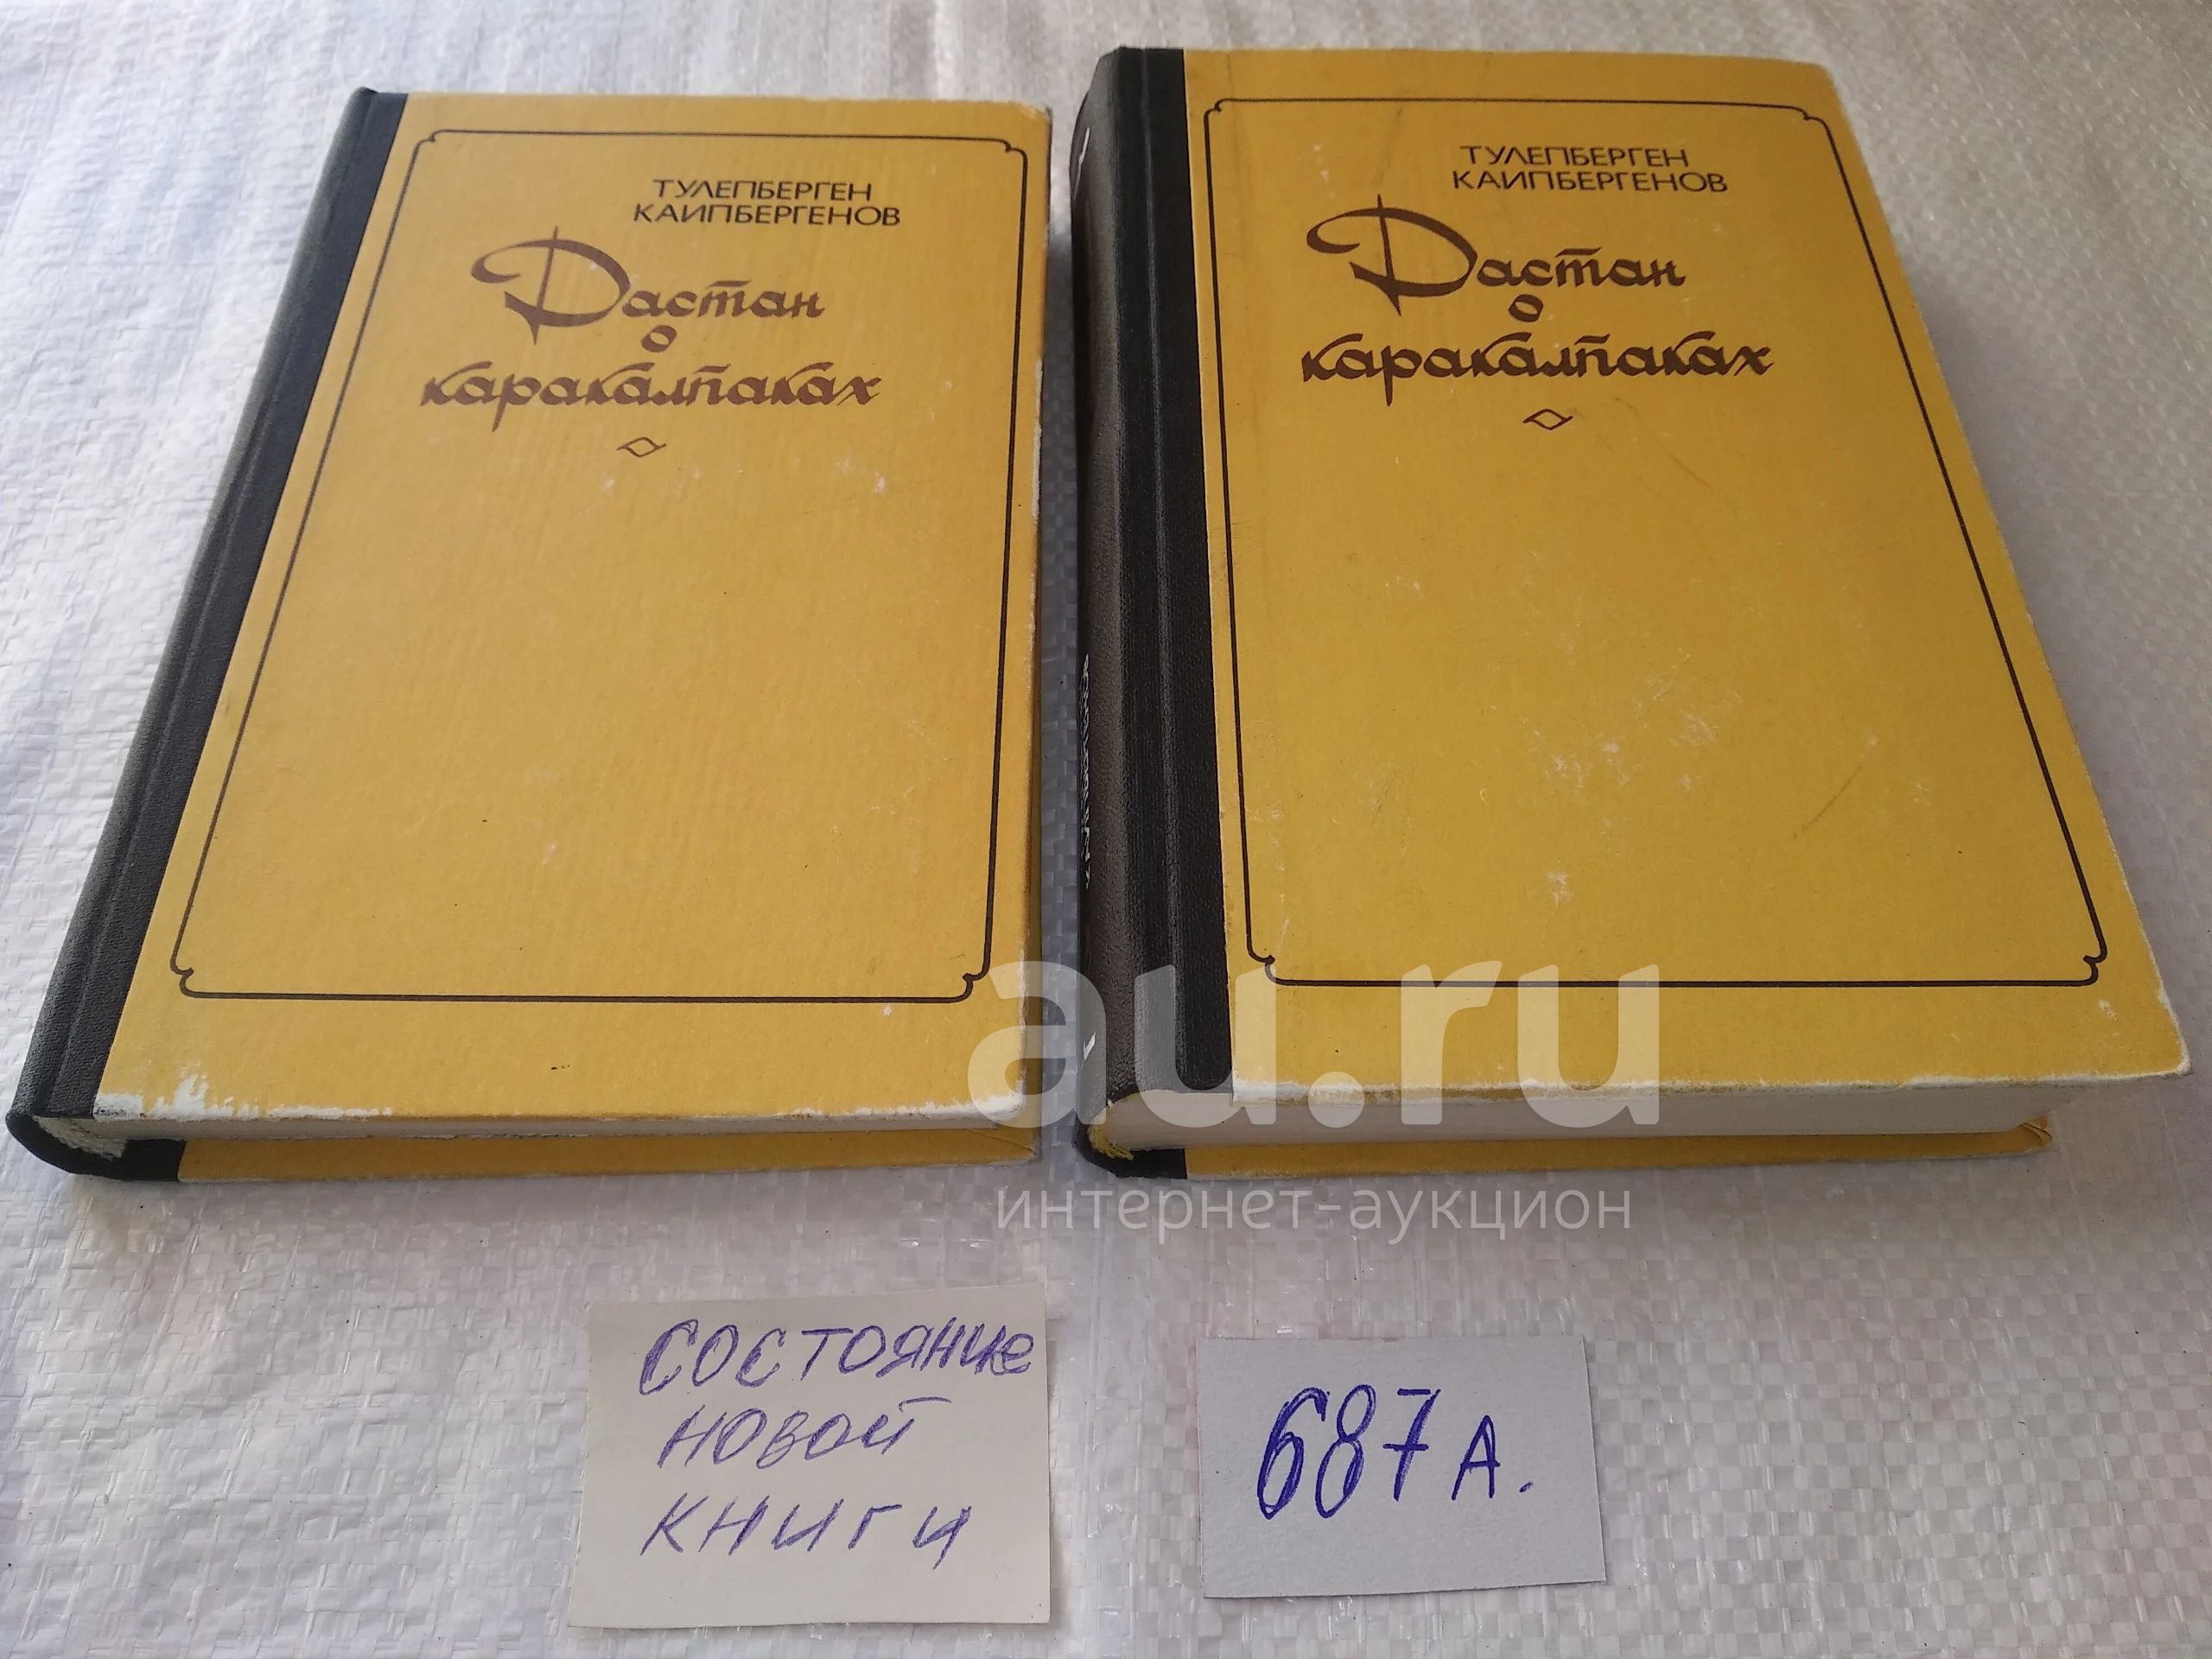 ТУЛЕПБЕРГЕН
КАИПБЕРГЕНОВ
Дастан
о
каракалпаках
ТУЛЕПБЕРГЕН
КАИПБЕРГЕНОВ
Дастан
о
каракалпаках
au.ru
интернет-аукцион
СОСТОЯНИЕ
НОВОЙ
КНИГИ
687 А.